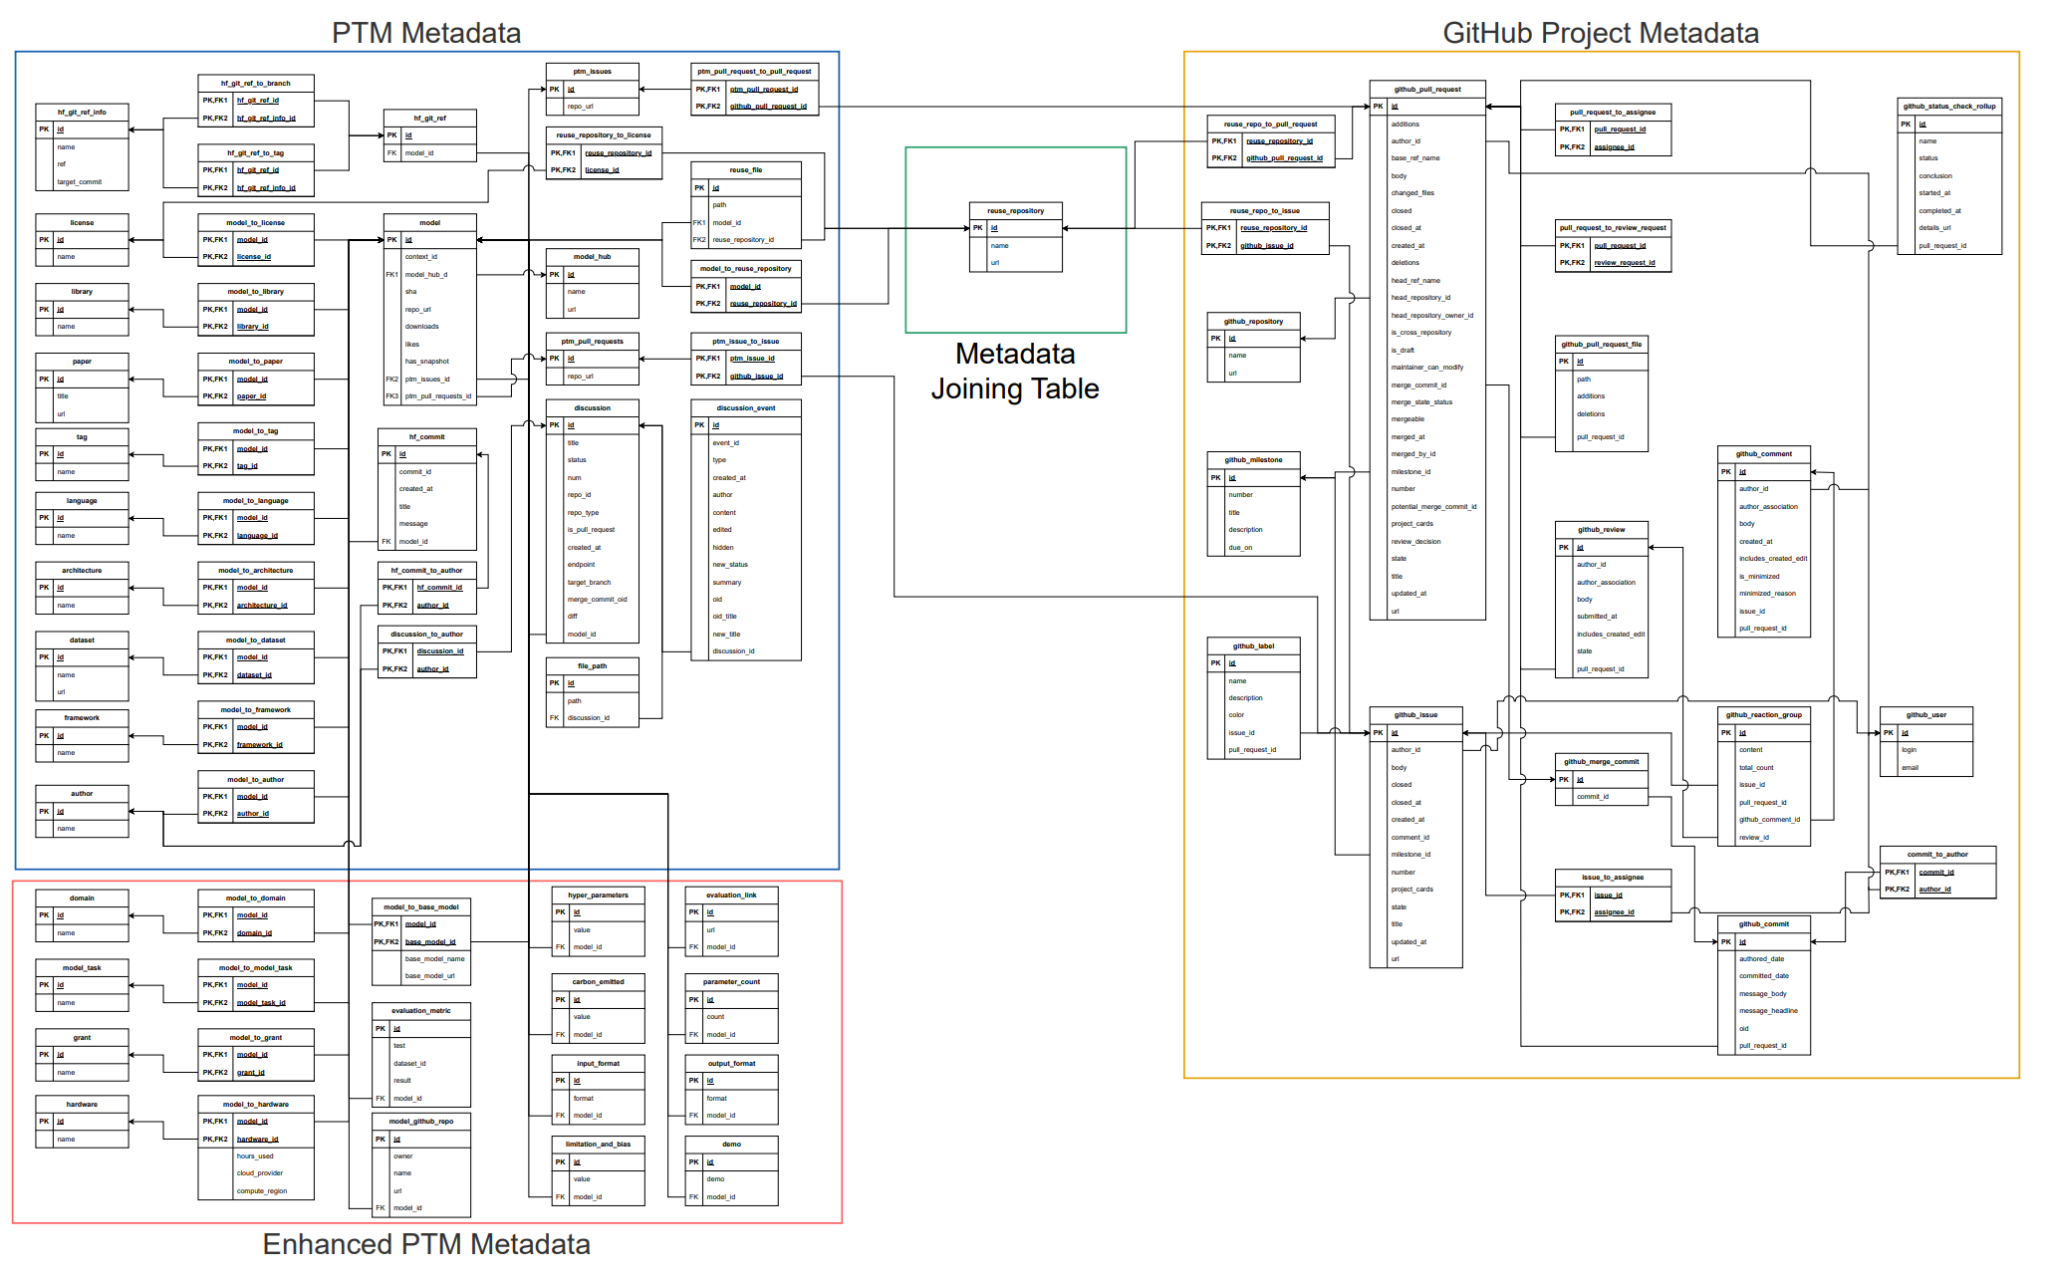 PTM Metadata
GitHub Project Metadata
hf_git_ref_info
PK id
name
ref
target_commit
hf_git_ref_to_branch
PK,FK1 hf_git_ref_id
PK,FK2 hf_git_ref_info_id
hf_git_ref_to_tag
PK,FK1 hf_git_ref_id
PK,FK2 hf_git_ref_info_id
hf_git_ref
PK id
FK model_id
ptm_issues
PK id
repo_url
ptm_pull_request_to_pull_request
PK,FK1 ptm_pull_request_id
PK,FK2 github_pull_request_id
reuse_repository_to_license
PK,FK1 reuse_repository_id
PK,FK2 license_id
reuse_file
PK id
path
FK1 model_id
FK2 reuse_repository_id
license
PK id
name
model_to_license
PK,FK1 model_id
PK,FK2 license_id
model
PK id
context_id
FK1 model_hub_d
sha
repo_url
downloads
likes
has_snapshot
FK2 ptm_issues_id
FK3 ptm_pull_requests_id
model_hub
PK id
name
url
model_to_reuse_repository
PK,FK1 model_id
PK,FK2 reuse_repository_id
library
PK id
name
model_to_library
PK,FK1 model_id
PK,FK2 library_id
ptm_pull_requests
PK id
repo_url
ptm_issue_to_issue
PK,FK1 ptm_issue_id
PK,FK2 github_issue_id
paper
PK id
title
url
model_to_paper
PK,FK1 model_id
PK,FK2 paper_id
tag
PK id
name
model_to_tag
PK,FK1 model_id
PK,FK2 tag_id
hf_commit
PK id
commit_id
created_at
title
message
FK model_id
discussion
PK id
title
status
num
repo_id
repo_type
is_pull_request
created_at
endpoint
target_branch
merge_commit_oid
diff
model_id
discussion_event
PK id
event_id
type
created_at
author
content
edited
hidden
new_status
summary
oid
oid_title
new_title
discussion_id
language
PK id
name
model_to_language
PK,FK1 model_id
PK,FK2 language_id
architecture
PK id
name
model_to_architecture
PK,FK1 model_id
PK,FK2 architecture_id
hf_commit_to_author
PK,FK1 hf_commit_id
PK,FK2 author_id
dataset
PK id
name
url
model_to_dataset
PK,FK1 model_id
PK,FK2 dataset_id
discussion_to_author
PK,FK1 discussion_id
PK,FK2 author_id
file_path
PK id
path
FK discussion_id
framework
PK id
name
model_to_framework
PK,FK1 model_id
PK,FK2 framework_id
author
PK id
name
model_to_author
PK,FK1 model_id
PK,FK2 author_id
reuse_repository
PK id
name
url
Metadata
Joining Table
reuse_repo_to_pull_request
PK,FK1 reuse_repository_id
PK,FK2 github_pull_request_id
reuse_repo_to_issue
PK,FK1 reuse_repository_id
PK,FK2 github_issue_id
github_repository
PK id
name
url
github_milestone
PK id
number
title
description
due_on
github_label
PK id
name
description
color
issue_id
pull_request_id
github_pull_request
PK id
additions
author_id
base_ref_name
body
changed_files
closed
closed_at
created_at
deletions
head_ref_name
head_repository_id
head_repository_owner_id
is_cross_repository
is_draft
maintainer_can_modify
merge_commit_id
merge_state_status
mergeable
merged_at
merged_by_id
milestone_id
number
potential_merge_commit_id
project_cards
review_decision
state
title
updated_at
url
github_issue
PK id
author_id
body
closed
closed_at
created_at
comment_id
milestone_id
number
project_cards
state
title
updated_at
url
pull_request_to_assignee
PK,FK1 pull_request_id
PK,FK2 assignee_id
pull_request_to_review_request
PK,FK1 pull_request_id
PK,FK2 review_request_id
github_pull_request_file
PK id
path
additions
deletions
pull_request_id
github_review
PK id
author_id
author_association
body
submitted_at
includes_created_edit
state
pull_request_id
github_merge_commit
PK id
commit_id
issue_to_assignee
PK,FK1 issue_id
PK,FK2 assignee_id
github_status_check_rollup
PK id
name
status
conclusion
started_at
completed_at
details_url
pull_request_id
github_comment
PK id
author_id
author_association
body
created_at
includes_created_edit
is_minimized
minimized_reason
issue_id
pull_request_id
github_reaction_group
PK id
content
total_count
issue_id
pull_request_id
github_comment_id
review_id
github_user
PK id
login
email
commit_to_author
PK,FK1 commit_id
PK,FK2 author_id
github_commit
PK id
authored_date
committed_date
message_body
message_headline
oid
pull_request_id
domain
PK id
name
model_to_domain
PK,FK1 model_id
PK,FK2 domain_id
model_to_base_model
PK,FK1 model_id
PK,FK2 base_model_id
base_model_name
base_model_url
hyper_parameters
PK id
value
FK model_id
evaluation_link
PK id
url
FK model_id
model_task
PK id
name
model_to_model_task
PK,FK1 model_id
PK,FK2 model_task_id
evaluation_metric
PK id
test
dataset_id
result
FK model_id
carbon_emitted
PK id
value
FK model_id
parameter_count
PK id
count
FK model_id
grant
PK id
name
model_to_grant
PK,FK1 model_id
PK,FK2 grant_id
input_format
PK id
format
FK model_id
output_format
PK id
format
FK model_id
hardware
PK id
name
model_to_hardware
PK,FK1 model_id
PK,FK2 hardware_id
hours_used
cloud_provider
compute_region
model_github_repo
PK id
owner
name
url
FK model_id
limitation_and_bias
PK id
value
FK model_id
demo
PK id
demo
FK model_id
Enhanced PTM Metadata